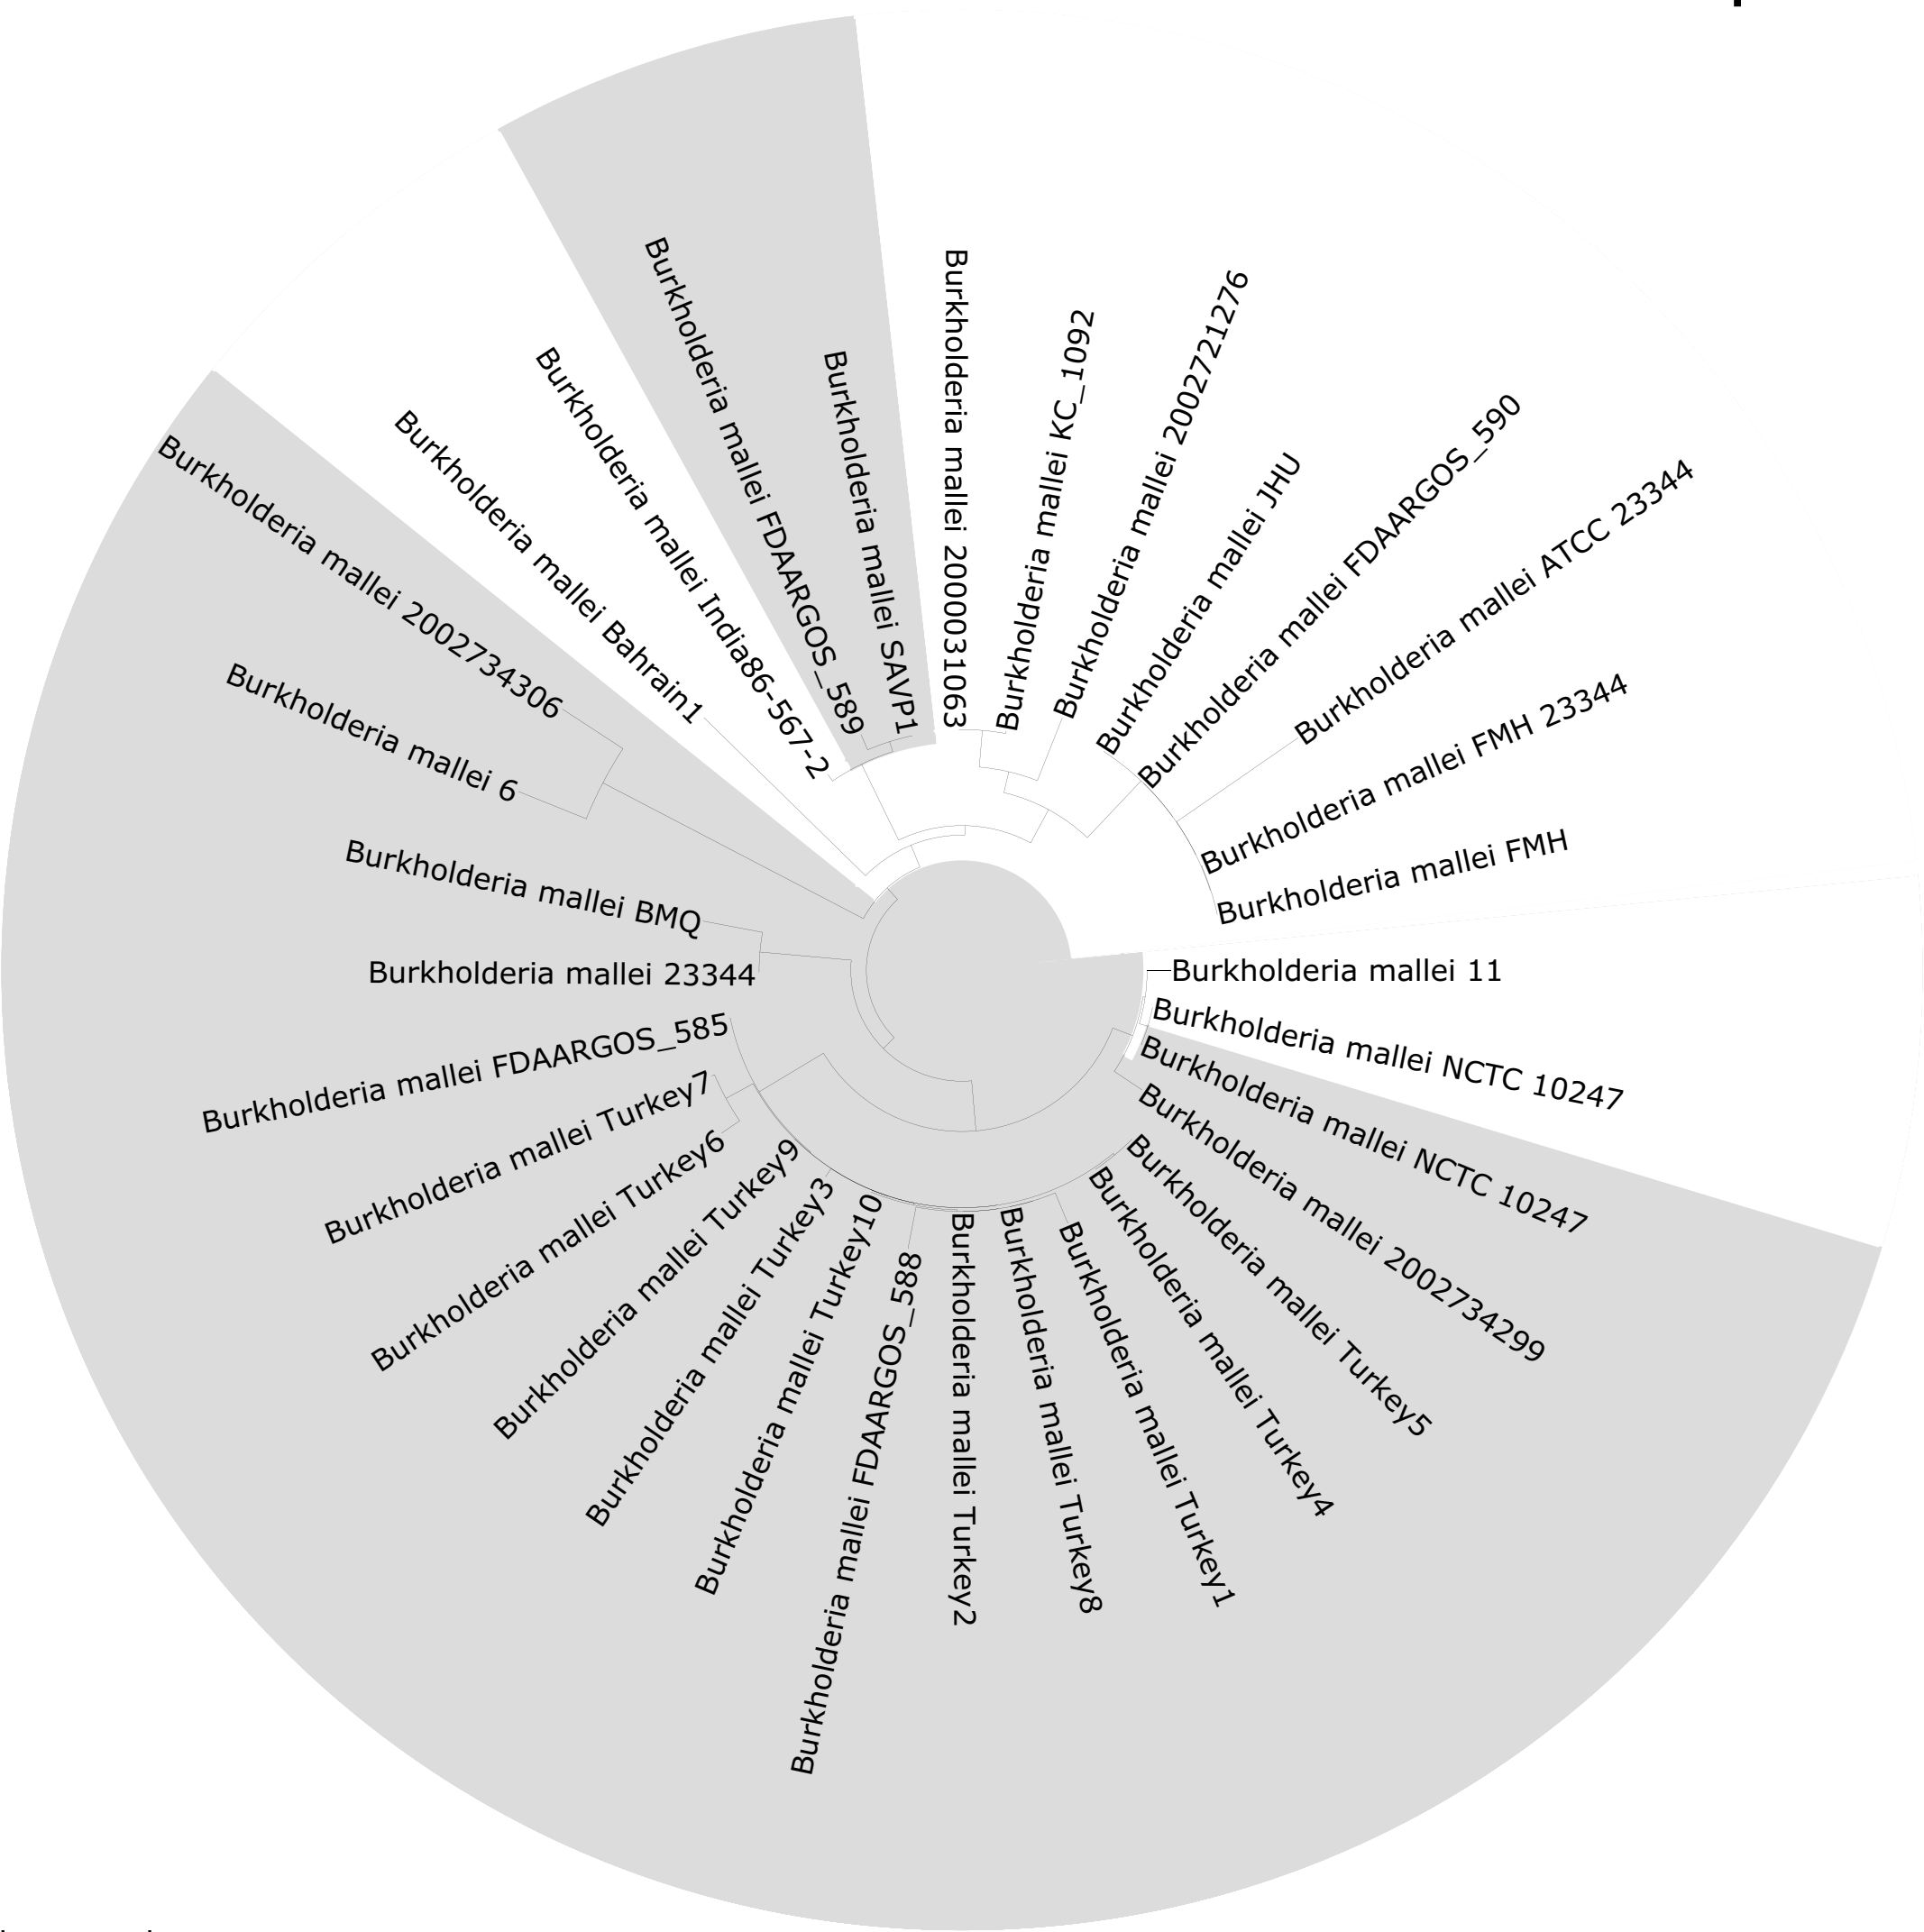 Burkholderia mallei 2000031063
Burkholderia mallei KC_1092
Burkholderia mallei 2002721276
Burkholderia mallei JHU
Burkholderia mallei FDAARGOS_590
Burkholderia mallei ATCC 23344
Burkholderia mallei FMH 23344
Burkholderia mallei FMH
Burkholderia mallei 11
Burkholderia mallei NCTC 10247
Burkholderia mallei NCTC 10247
Burkholderia mallei 2002734299
Burkholderia mallei Turkey5
Burkholderia mallei Turkey4
Burkholderia mallei Turkey1
Burkholderia mallei Turkey8
Burkholderia mallei Turkey2
Burkholderia mallei FDAARGOS_588
Burkholderia mallei Turkey10
Burkholderia mallei Turkey3
Burkholderia mallei Turkey9
Burkholderia mallei Turkey6
Burkholderia mallei Turkey7
Burkholderia mallei FDAARGOS_585
Burkholderia mallei 23344
Burkholderia mallei BMQ
Burkholderia mallei 6
Burkholderia mallei 2002734306
Burkholderia mallei Bahrain1
Burkholderia mallei India86-567-2
Burkholderia mallei FDAARGOS_589
Burkholderia mallei SAVP1